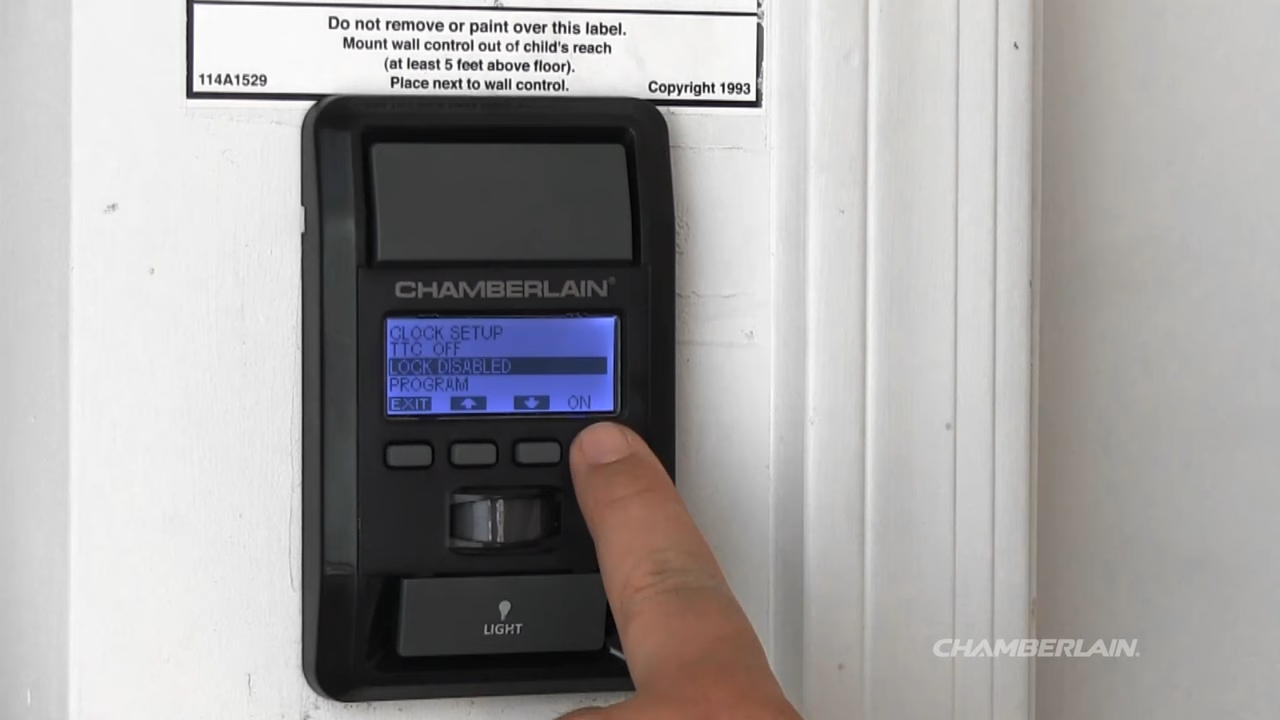 Do not remove or paint over this label.
Mount wall control out of child's reach
(at least 5 feet above floor).
114A1529
Place next to wall control.
Copyright 1993
CHAMBERLAIN®
CLOCK SETUP
TTC OFF
LOCK DISABLED
PROGRAM
EXIT ON
LIGHT
CHAMBERLAIN.